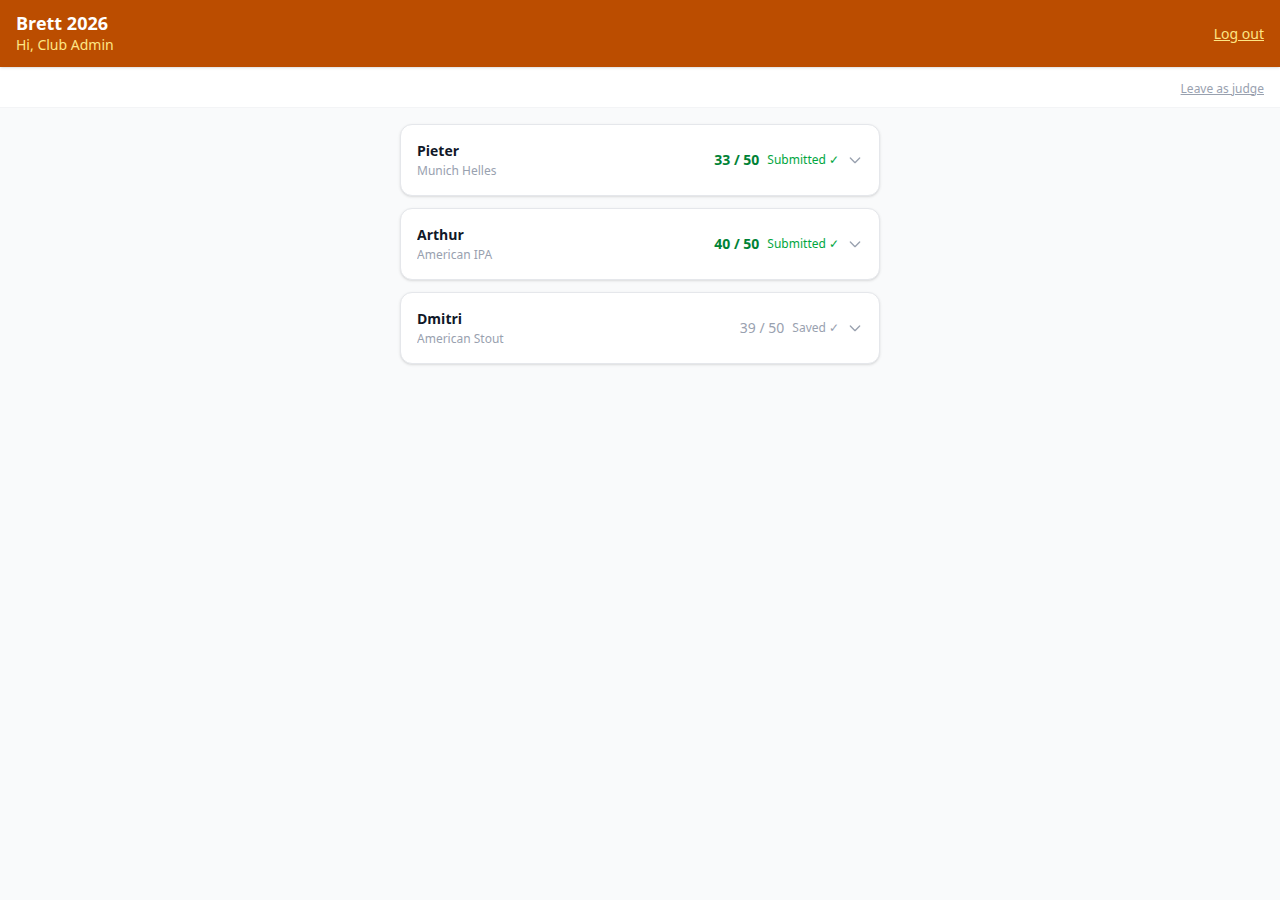 Brett 2026
Hi, Club Admin
Log out
Leave as judge
Pieter
Munich Helles
33 / 50 Submitted ✓
Arthur
American IPA
40 / 50 Submitted ✓
Dmitri
American Stout
39 / 50 Saved ✓